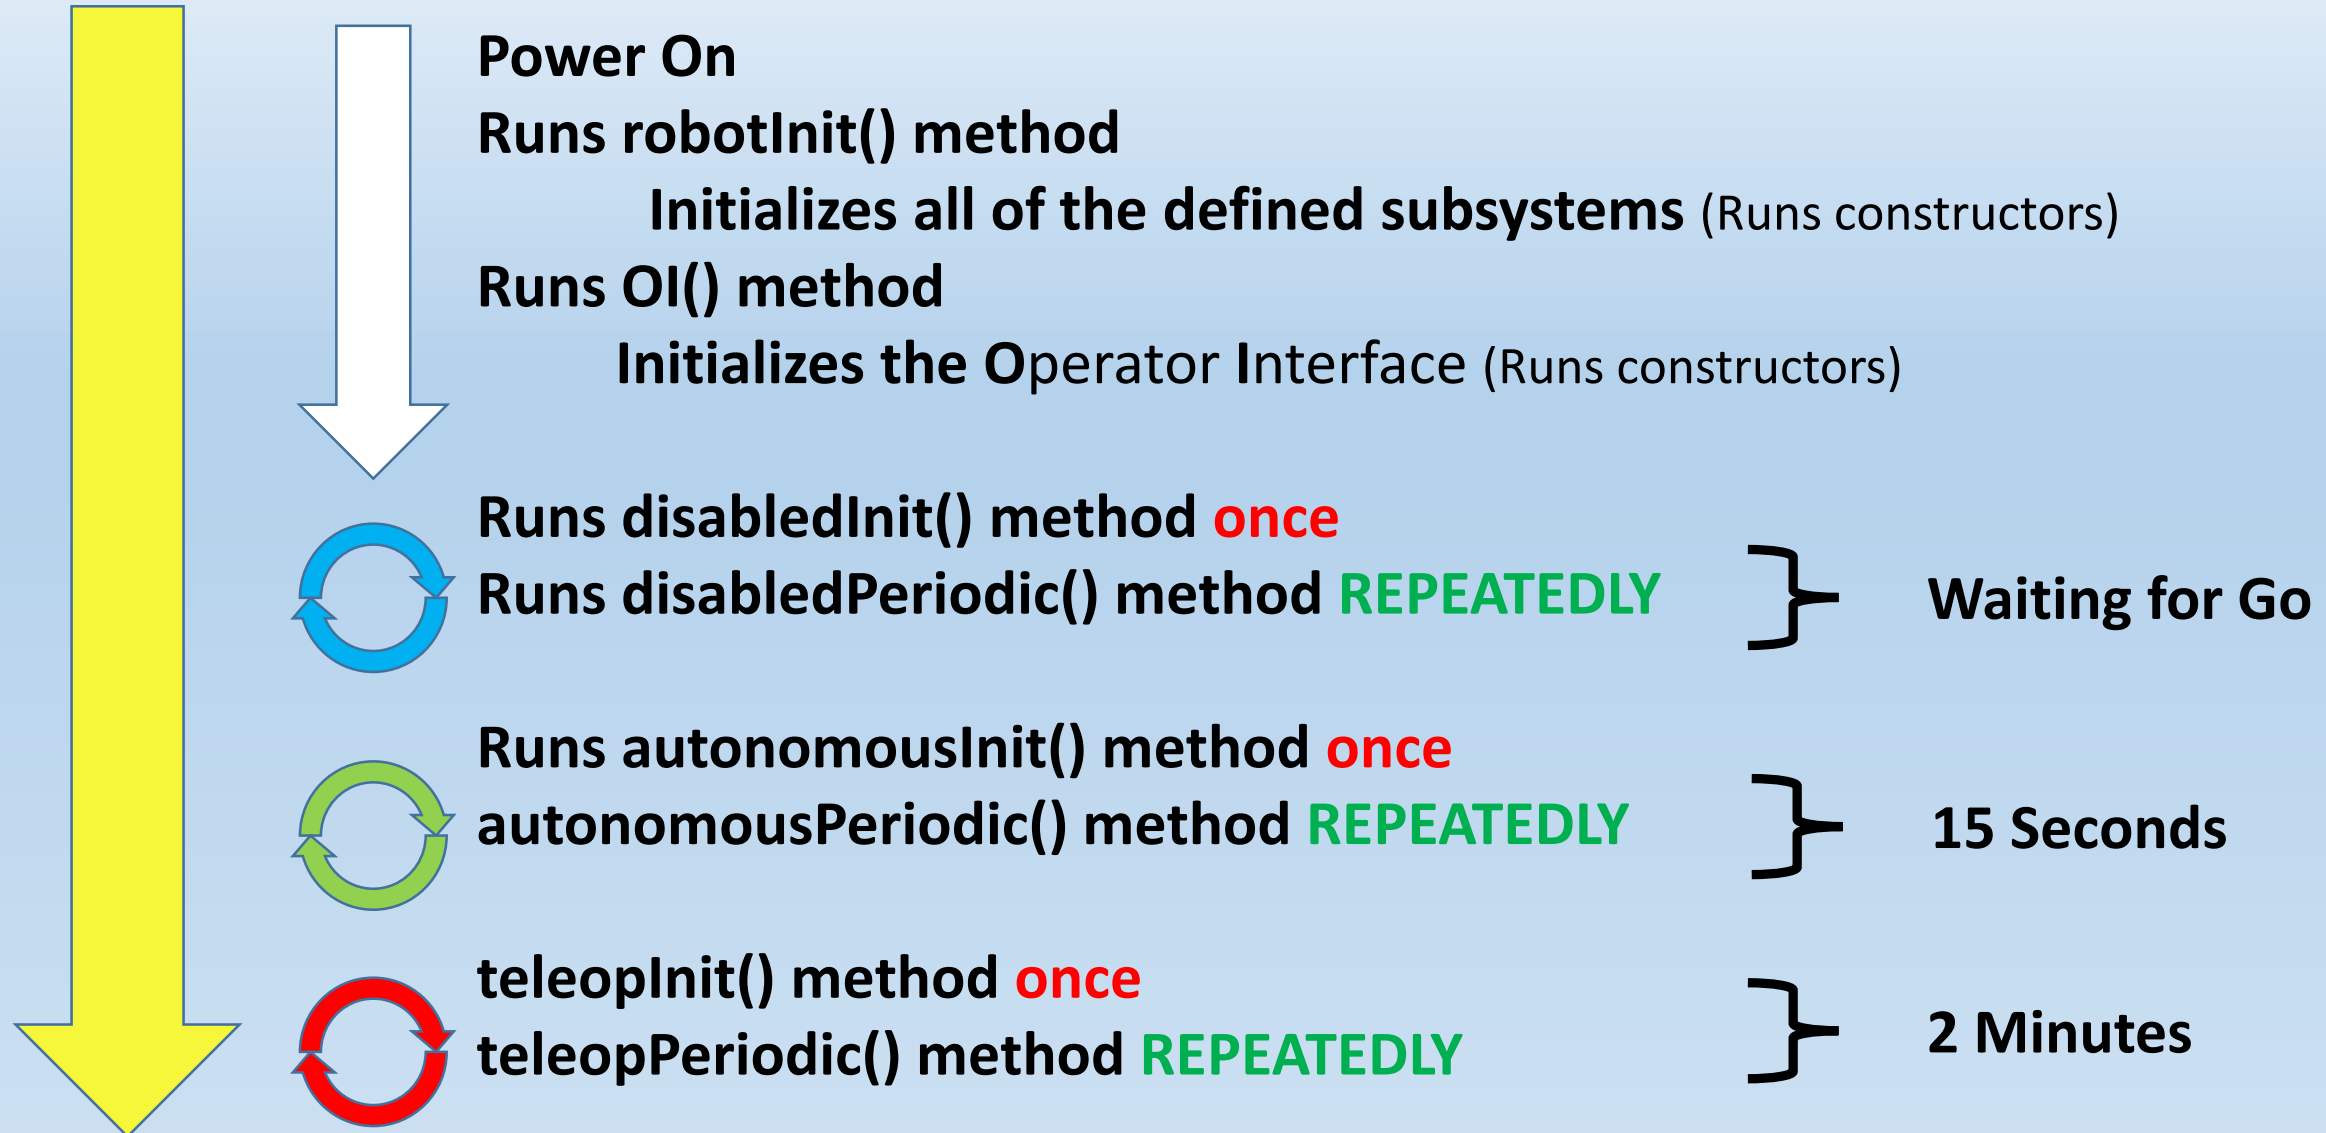 Power On
Runs robotInit() method
Initializes all of the defined subsystems (Runs constructors)
Runs OI() method
Initializes the Operator Interface (Runs constructors)
Runs disabledInit() method once
Runs disabledPeriodic() method REPEATEDLY
Waiting for Go
Runs autonomousInit() method once
autonomousPeriodic() method REPEATEDLY
15 Seconds
teleopInit() method once
teleopPeriodic() method REPEATEDLY
2 Minutes